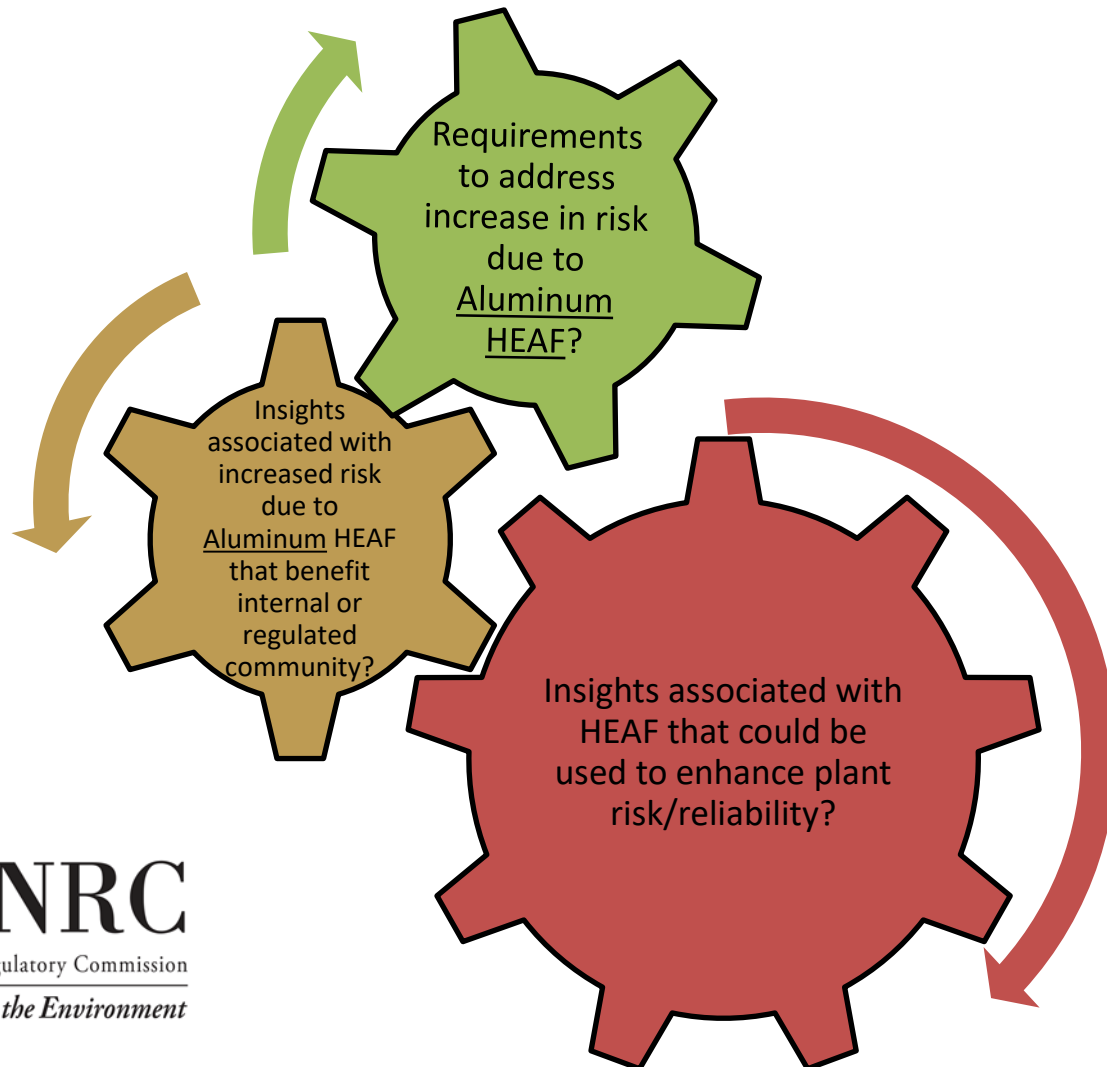 Requirements
to address
increase in risk
due to
Aluminum
HEAF?
Insights
associated with
increased risk
due to
Aluminum HEAF
that benefit
internal or
regulated
community?
Insights associated with
HEAF that could be
used to enhance plant
risk/reliability?
NRC
gulatory Commission
the Environment